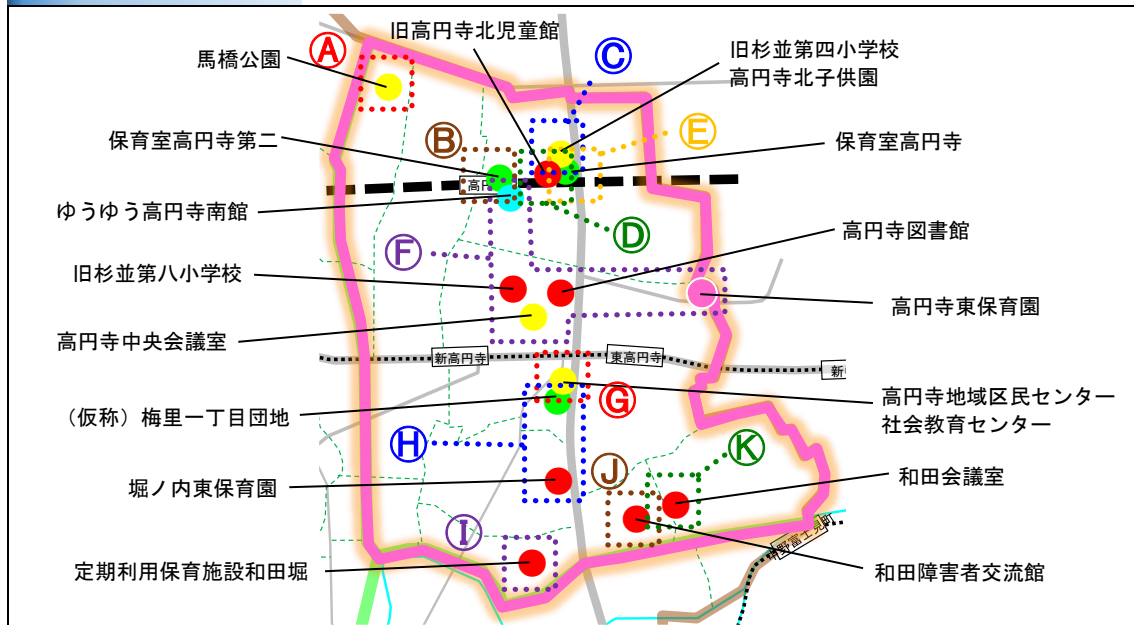 旧高円寺北児童館
Ⓐ
Ⓒ
旧杉並第四小学校
高円寺北子供園
馬橋公園
Ⓑ
Ⓔ
保育室高円寺第二
保育室高円寺
高円
ゆうゆう高円寺南館
Ⓓ
高円寺図書館
Ⓕ
旧杉並第八小学校
高円寺東保育園
高円寺中央会議室
新高円寺
東高円寺
新
高円寺地域区民センター
社会教育センター
（仮称）梅里一丁目団地
Ⓖ
Ⓗ
Ⓙ
Ⓚ
和田会議室
堀ノ内東保育園
Ⓘ
野富士見町
定期利用保育施設和田堀
和田障害者交流館